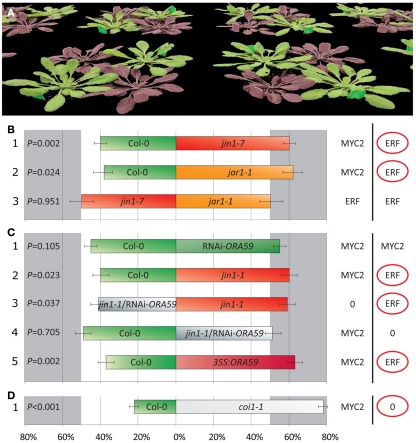 A
B
1 P=0.002 Col-0 jin1-7 MYC2 ERF
2 P=0.024 Col-0 jar1-1 MYC2 ERF
3 P=0.951 jin1-7 jar1-1 ERF ERF
C
1 P=0.105 Col-0 RNAi-ORA59 MYC2 MYC2
2 P=0.023 Col-0 jin1-1 MYC2 ERF
3 P=0.037 jin1-1/RNAi-ORA59 jin1-1 0 ERF
4 P=0.705 Col-0 jin1-1/RNAi-ORA59 MYC2 0
5 P=0.002 Col-0 35S:ORA59 MYC2 ERF
D
1 P<0.001 Col-0 coi1-1 MYC2 0
80% 60% 40% 20% 0% 20% 40% 60% 80%